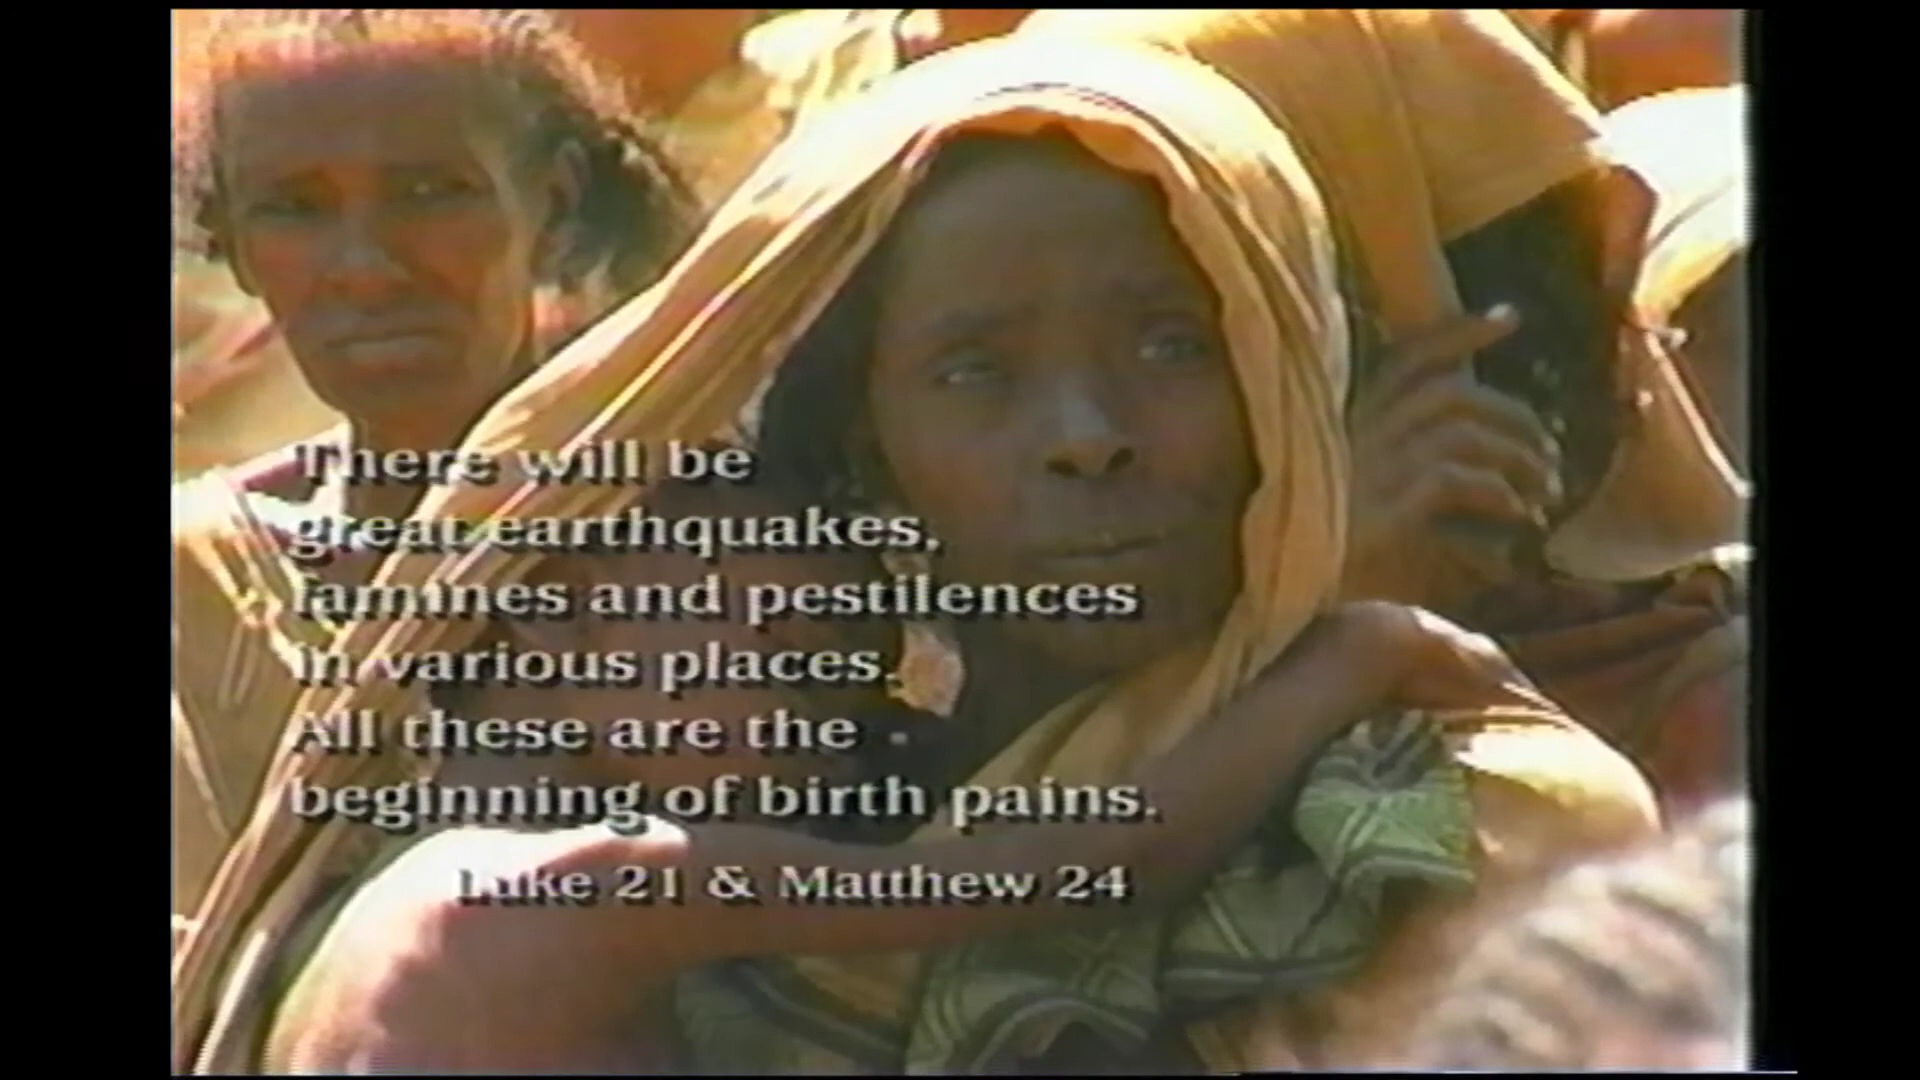 There will be
great earthquakes,
famines and pestilences
in various places.
All these are the
beginning of birth pains.
Luke 21 & Matthew 24